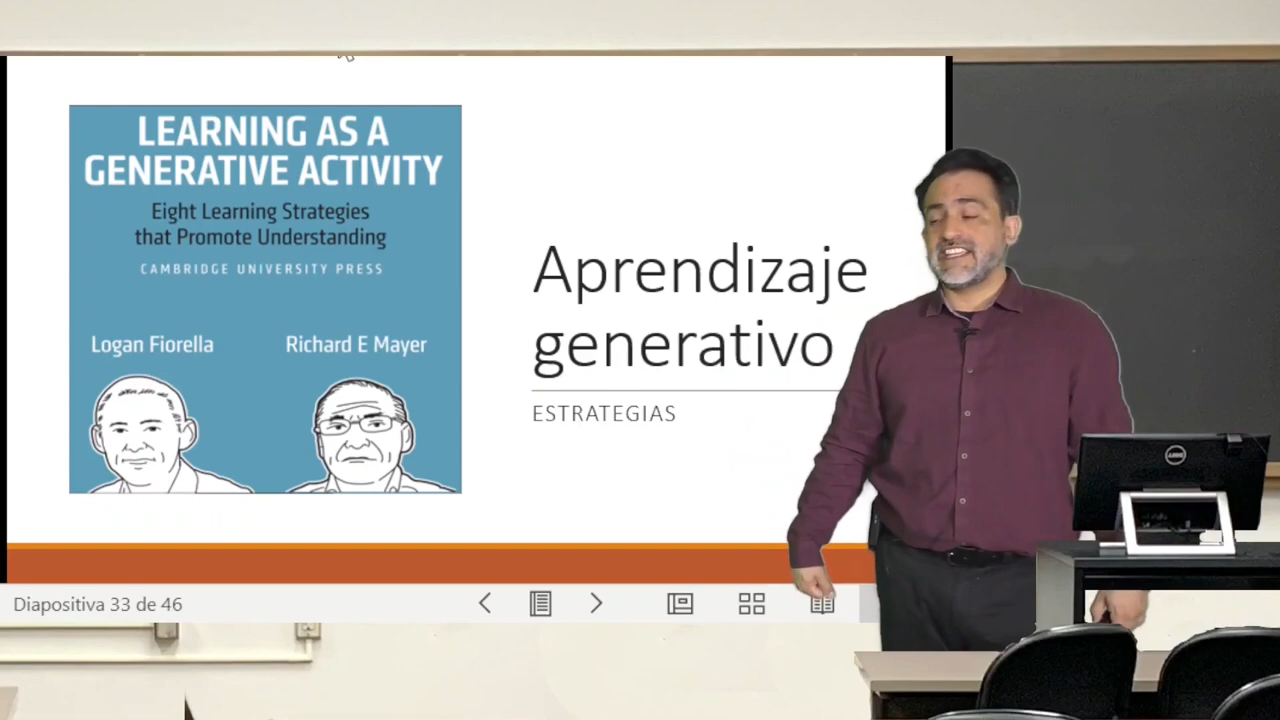 LEARNING AS A
GENERATIVE ACTIVITY
Eight Learning Strategies
that Promote Understanding
CAMBRIDGE UNIVERSITY PRESS
Logan Fiorella
Richard E Mayer
Aprendizaje
generativo
ESTRATEGIAS
Diapositiva 33 de 46
DELL